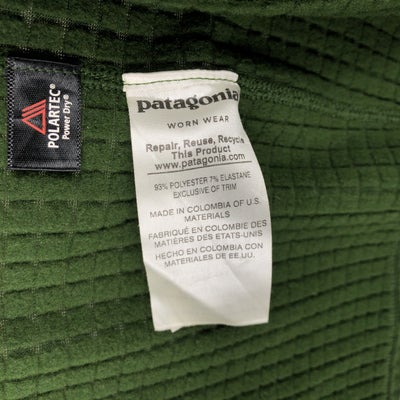 POLARTEC®
Power Dry®
patagonia
WORN WEAR
Repair, Reuse, Recycle
This Product
www.patagonia.com
93% POLYESTER 7% ELASTANE
EXCLUSIVE OF TRIM
MADE IN COLOMBIA OF U.S.
MATERIALS
FABRIQUÉ EN COLOMBIE DES
MATIÈRES DES ETATS-UNIS
HECHO EN COLOMBIA CON
MATERIALES DE EE.UU.